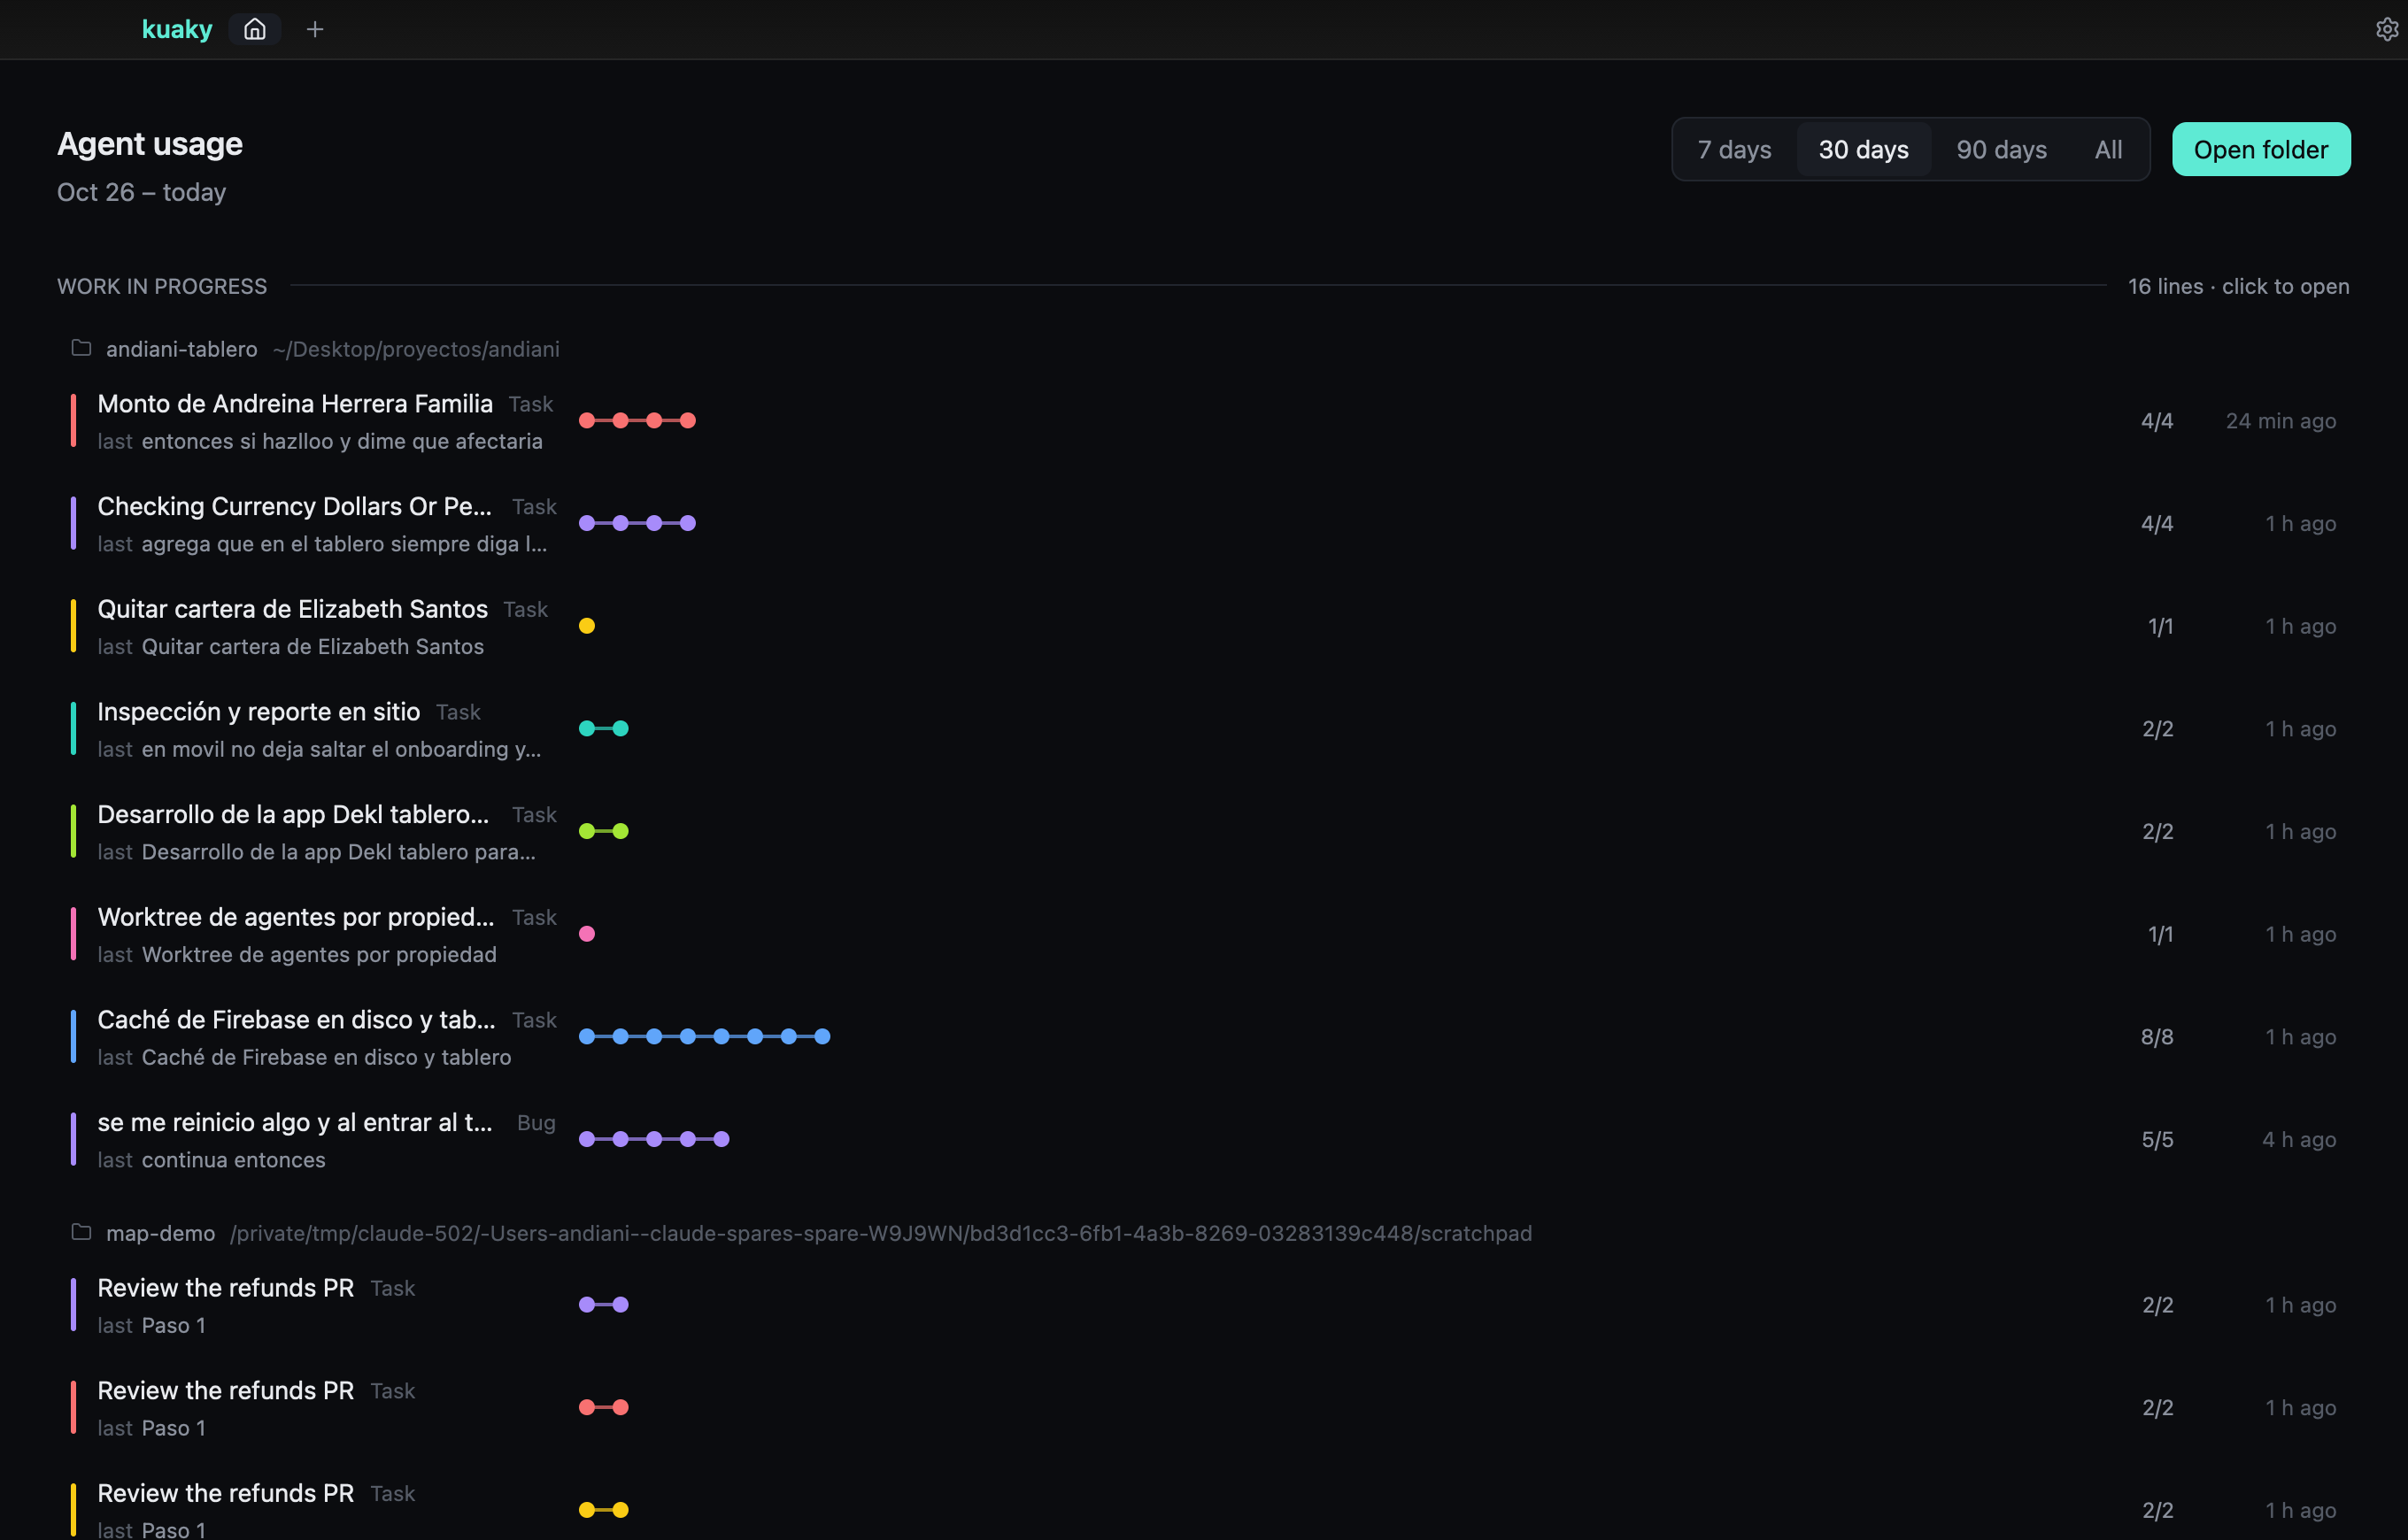 kuaky
Agent usage
Oct 26 – today
7 days 30 days 90 days All Open folder
WORK IN PROGRESS 16 lines · click to open
andiani-tablero ~/Desktop/proyectos/andiani
Monto de Andreina Herrera Familia Task
last entonces si hazlloo y dime que afectaria
4/4 24 min ago
Checking Currency Dollars Or Pe... Task
last agrega que en el tablero siempre diga l...
4/4 1 h ago
Quitar cartera de Elizabeth Santos Task
last Quitar cartera de Elizabeth Santos
1/1 1 h ago
Inspección y reporte en sitio Task
last en movil no deja saltar el onboarding y...
2/2 1 h ago
Desarrollo de la app Dekl tablero... Task
last Desarrollo de la app Dekl tablero para...
2/2 1 h ago
Worktree de agentes por propied... Task
last Worktree de agentes por propiedad
1/1 1 h ago
Caché de Firebase en disco y tab... Task
last Caché de Firebase en disco y tablero
8/8 1 h ago
se me reinicio algo y al entrar al t... Bug
last continua entonces
5/5 4 h ago
map-demo /private/tmp/claude-502/-Users-andiani--claude-spares-spare-W9J9WN/bd3d1cc3-6fb1-4a3b-8269-03283139c448/scratchpad
Review the refunds PR Task
last Paso 1
2/2 1 h ago
Review the refunds PR Task
last Paso 1
2/2 1 h ago
Review the refunds PR Task
last Paso 1
2/2 1 h ago